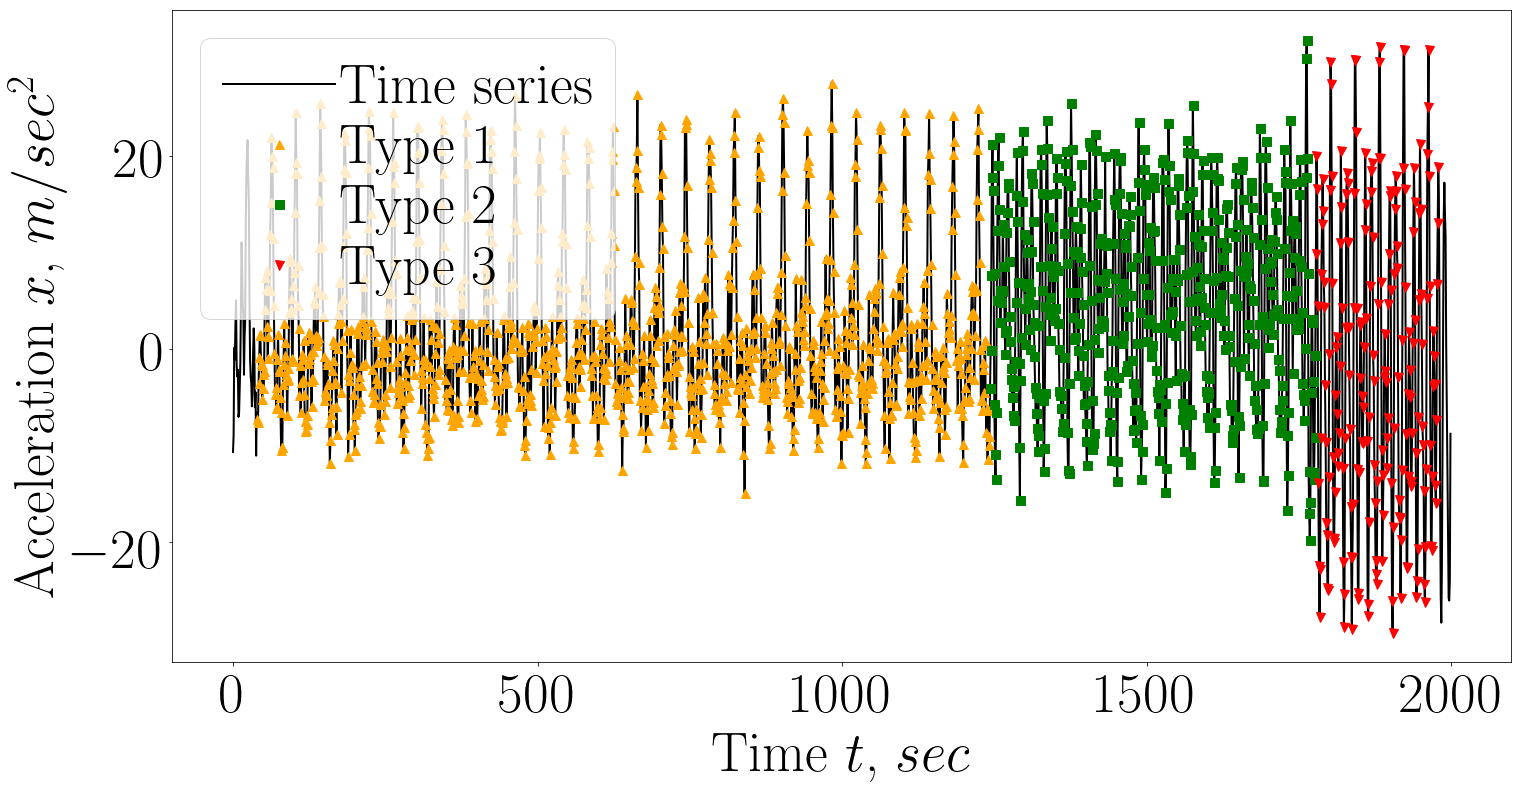 Time series
Type 1
Type 2
Type 3
20
0
−20
0 500 1000 1500 2000
Time t, sec
Acceleration x, m/sec²